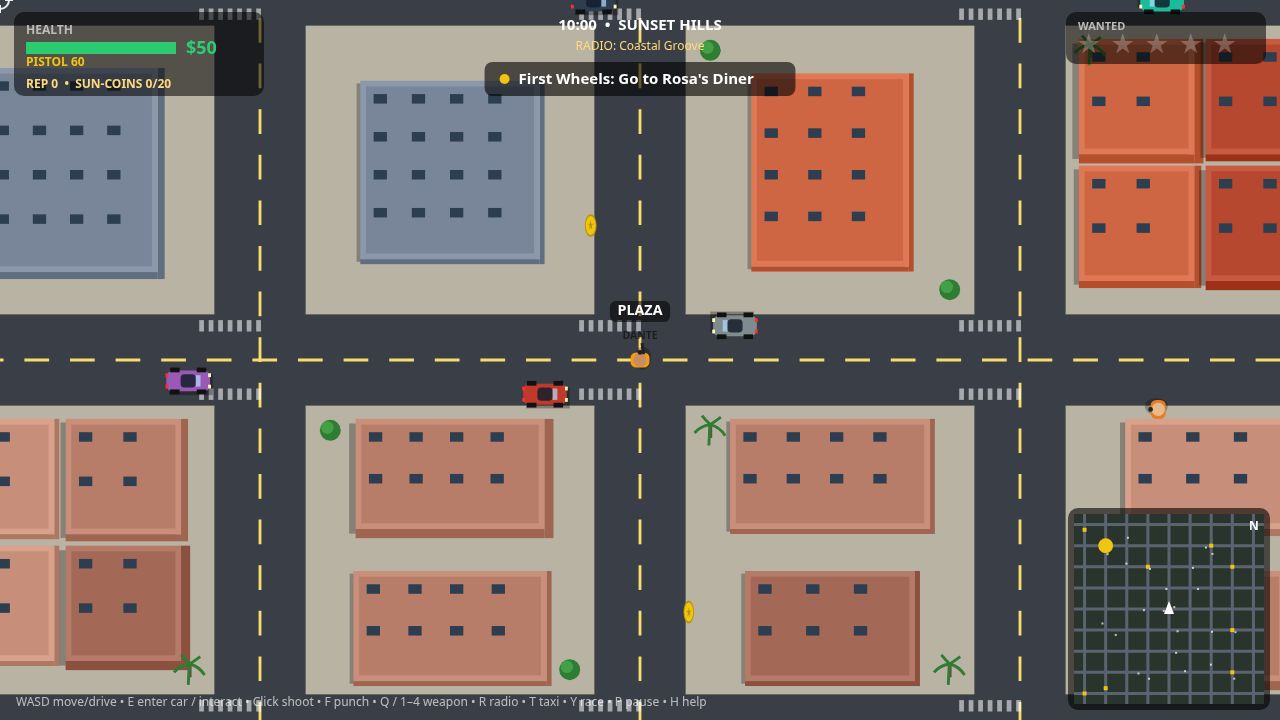 HEALTH
$50
PISTOL 60
REP 0 • SUN-COINS 0/20
10:00 • SUNSET HILLS
RADIO: Coastal Groove
First Wheels: Go to Rosa's Diner
WANTED
PLAZA
DANTE
N
WASD move/drive • E enter car / interact • Click shoot • F punch • Q / 1–4 weapon • R radio • T taxi • Y race • P pause • H help